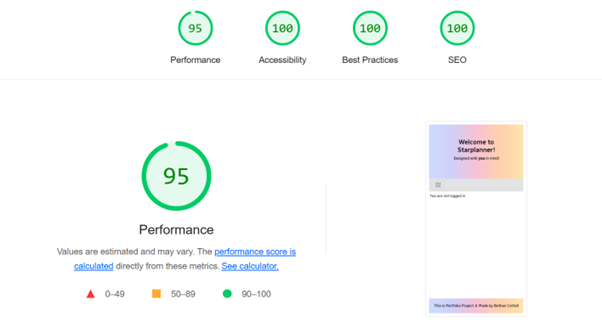 95 100 100 100
Performance Accessibility Best Practices SEO
95
Performance
Values are estimated and may vary. The performance score is
calculated directly from these metrics. See calculator.
0–49 50–89 90–100
Welcome to
Starplanner!
Designed with you in mind!
You are not logged in
This is Portfolio Project 4 Made by Bethan Cottell